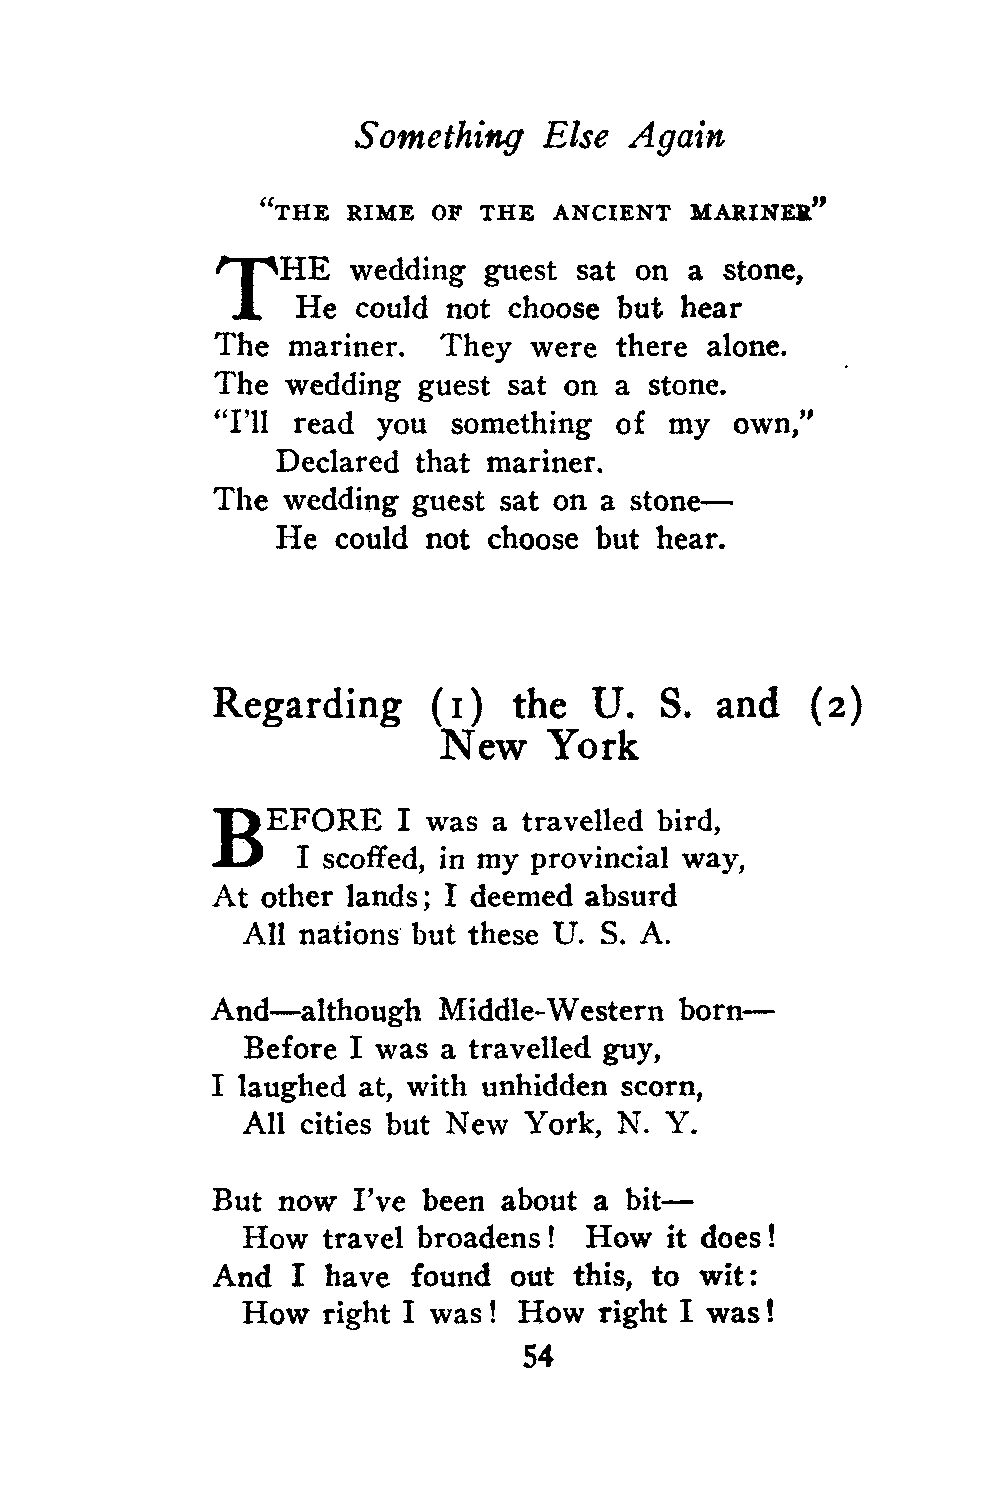 Something Else Again
"THE RIME OF THE ANCIENT MARINER"
THE wedding guest sat on a stone,
He could not choose but hear
The mariner. They were there alone.
The wedding guest sat on a stone.
"I'll read you something of my own,"
Declared that mariner.
The wedding guest sat on a stone—
He could not choose but hear.
Regarding (1) the U. S. and (2)
New York
BEFORE I was a travelled bird,
I scoffed, in my provincial way,
At other lands; I deemed absurd
All nations but these U. S. A.
And—although Middle-Western born—
Before I was a travelled guy,
I laughed at, with unhidden scorn,
All cities but New York, N. Y.
But now I've been about a bit—
How travel broadens! How it does!
And I have found out this, to wit:
How right I was! How right I was!
54